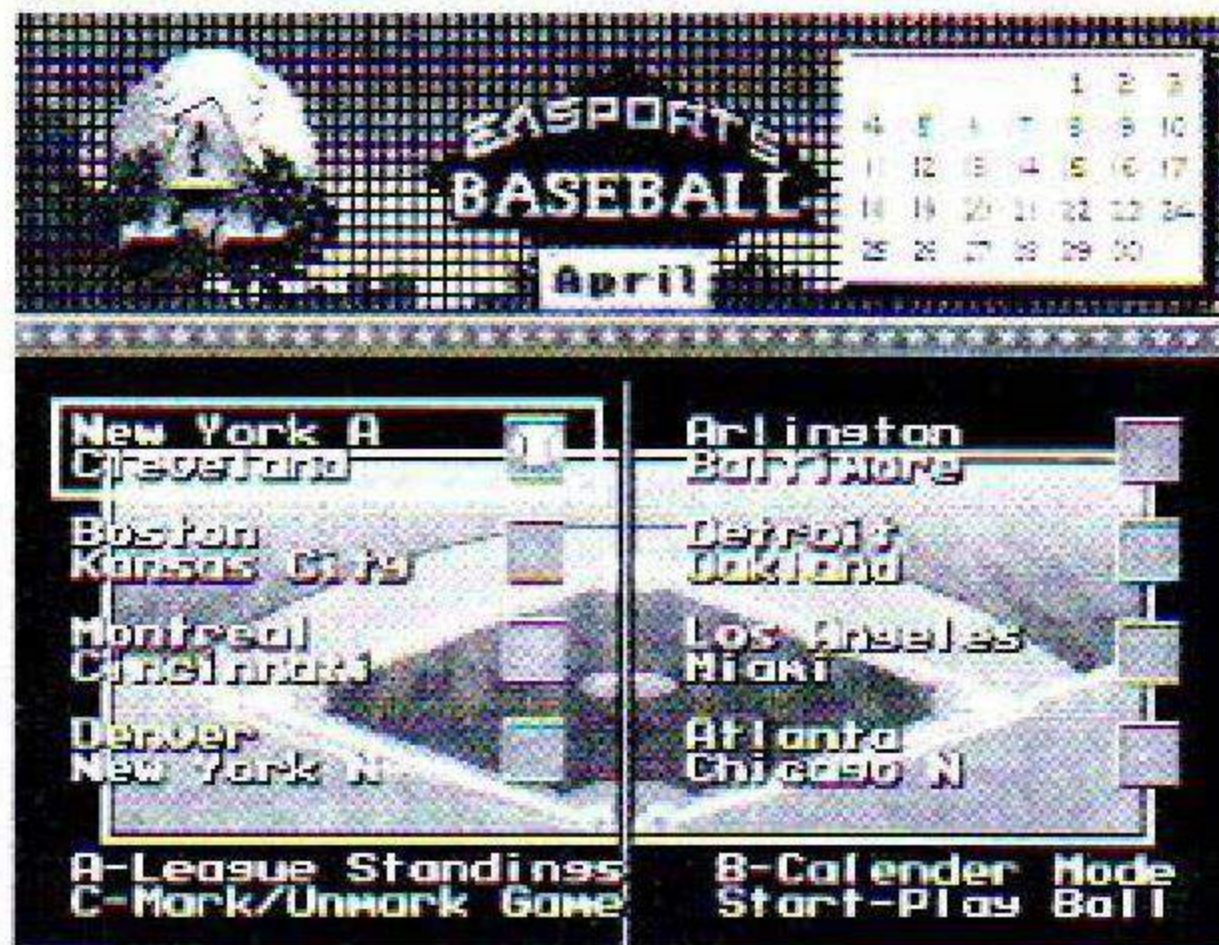 EA SPORTS
BASEBALL
April
1 2 3
4 5 6 7 8 9 10
11 12 13 14 15 16 17
18 19 20 21 22 23 24
25 26 27 28 29 30
New York A
Cleveland
Boston
Kansas City
Montreal
Cincinnati
Denver
New York N
Arlington
Baltimore
Detroit
Oakland
Los Angeles
Miami
Atlanta
Chicago N
A-League Standings
C-Mark/Unmark Game
B-Calender Mode
Start-Play Ball